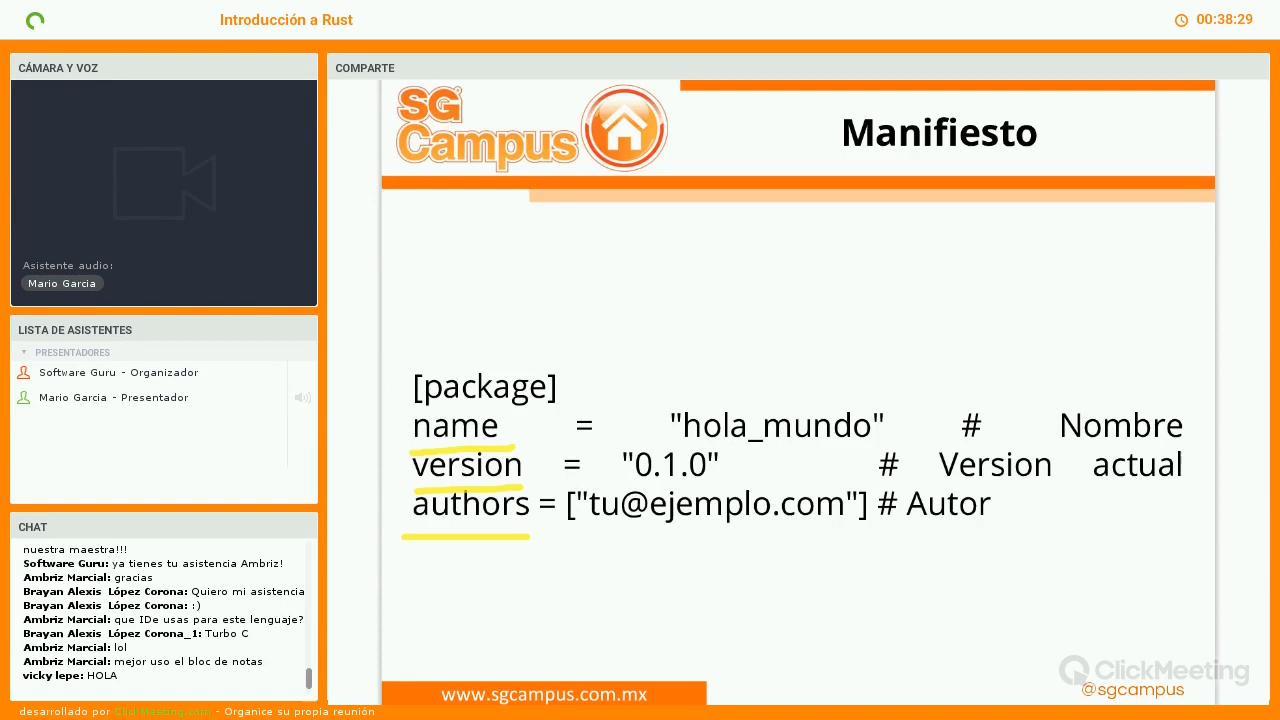 Introducción a Rust
00:38:29
CÁMARA Y VOZ
Asistente audio:
Mario Garcia
LISTA DE ASISTENTES
PRESENTADORES
Software Guru - Organizador
Mario Garcia - Presentador
CHAT
nuestra maestra!!!
Software Guru: ya tienes tu asistencia Ambriz!
Ambriz Marcial: gracias
Brayan Alexis López Corona: Quiero mi asistencia
Brayan Alexis López Corona: :)
Ambriz Marcial: que IDe usas para este lenguaje?
Brayan Alexis López Corona_1: Turbo C
Ambriz Marcial: lol
Ambriz Marcial: mejor uso el bloc de notas
vicky lepe: HOLA
COMPARTE
SG Campus
Manifiesto
[package]
name = "hola_mundo" # Nombre
version = "0.1.0" # Version actual
authors = ["tu@ejemplo.com"] # Autor
www.sgcampus.com.mx
ClickMeeting
@sgcampus
desarrollado por ClickMeeting.com - Organice su propia reunión